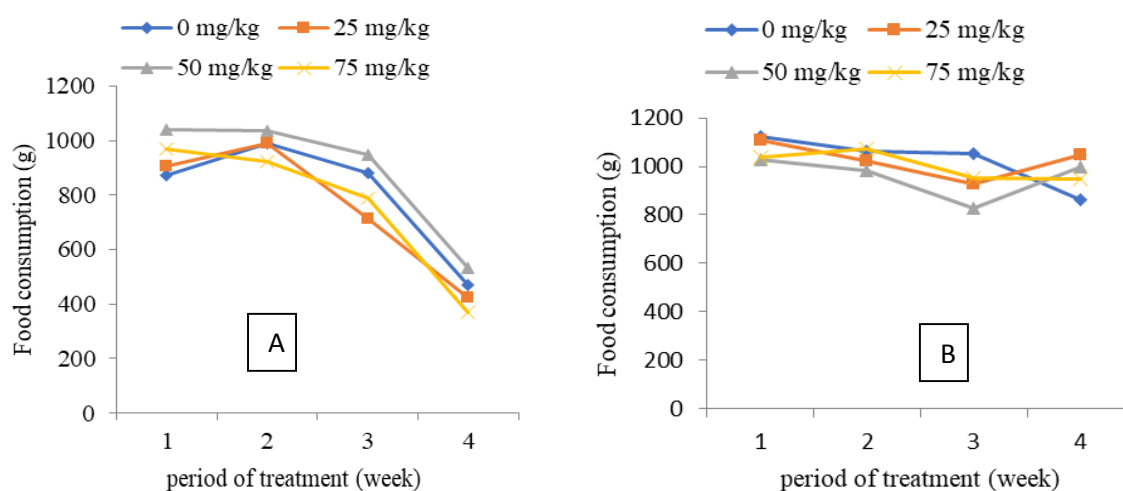 0 mg/kg 25 mg/kg
50 mg/kg 75 mg/kg
Food consumption (g)
1200
1000
800
600
400
200
0
A
1 2 3 4
period of treatment (week)
0 mg/kg 25 mg/kg
50 mg/kg 75 mg/kg
Food consumption (g)
1200
1000
800
600
400
200
0
B
1 2 3 4
period of treatment (week)